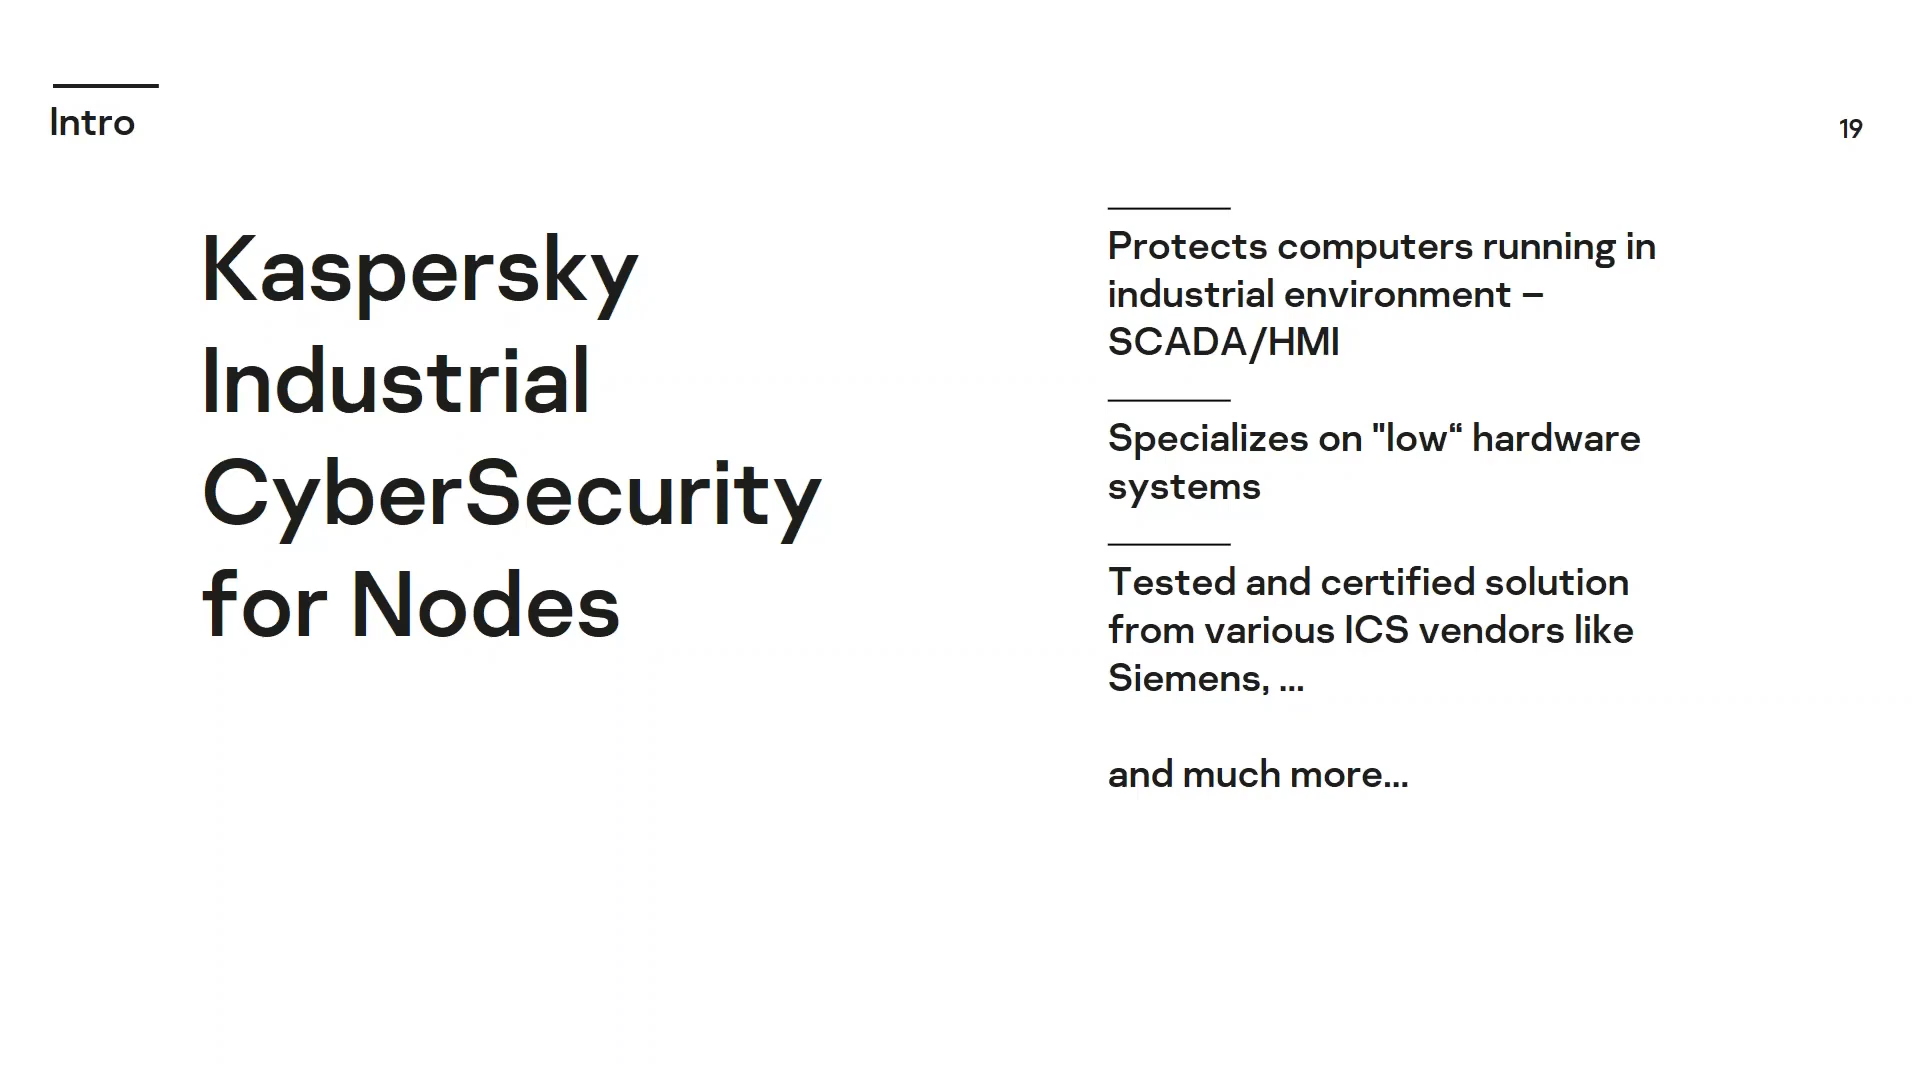 Intro
19
Kaspersky
Industrial
CyberSecurity
for Nodes
Protects computers running in
industrial environment –
SCADA/HMI
Specializes on "low“ hardware
systems
Tested and certified solution
from various ICS vendors like
Siemens, ...
and much more...